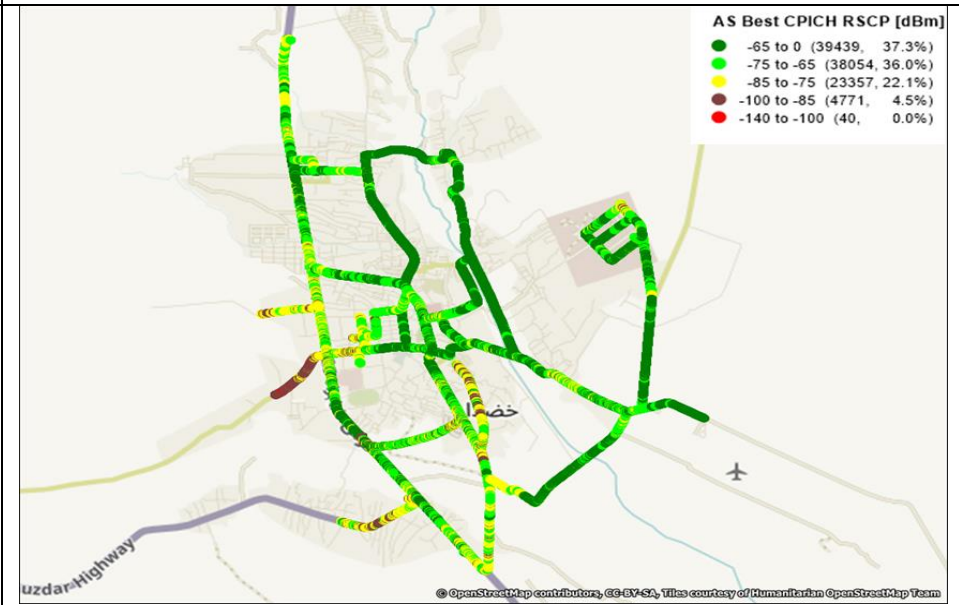 AS Best CPICH RSCP [dBm]
-65 to 0 (39439, 37.3%)
-75 to -65 (38054, 36.0%)
-85 to -75 (23357, 22.1%)
-100 to -85 (4771, 4.5%)
-140 to -100 (40, 0.0%)
uzdar-Highway
© OpenStreetMap contributors, CC-BY-SA, Tiles courtesy of Humanitarian OpenStreetMap Team